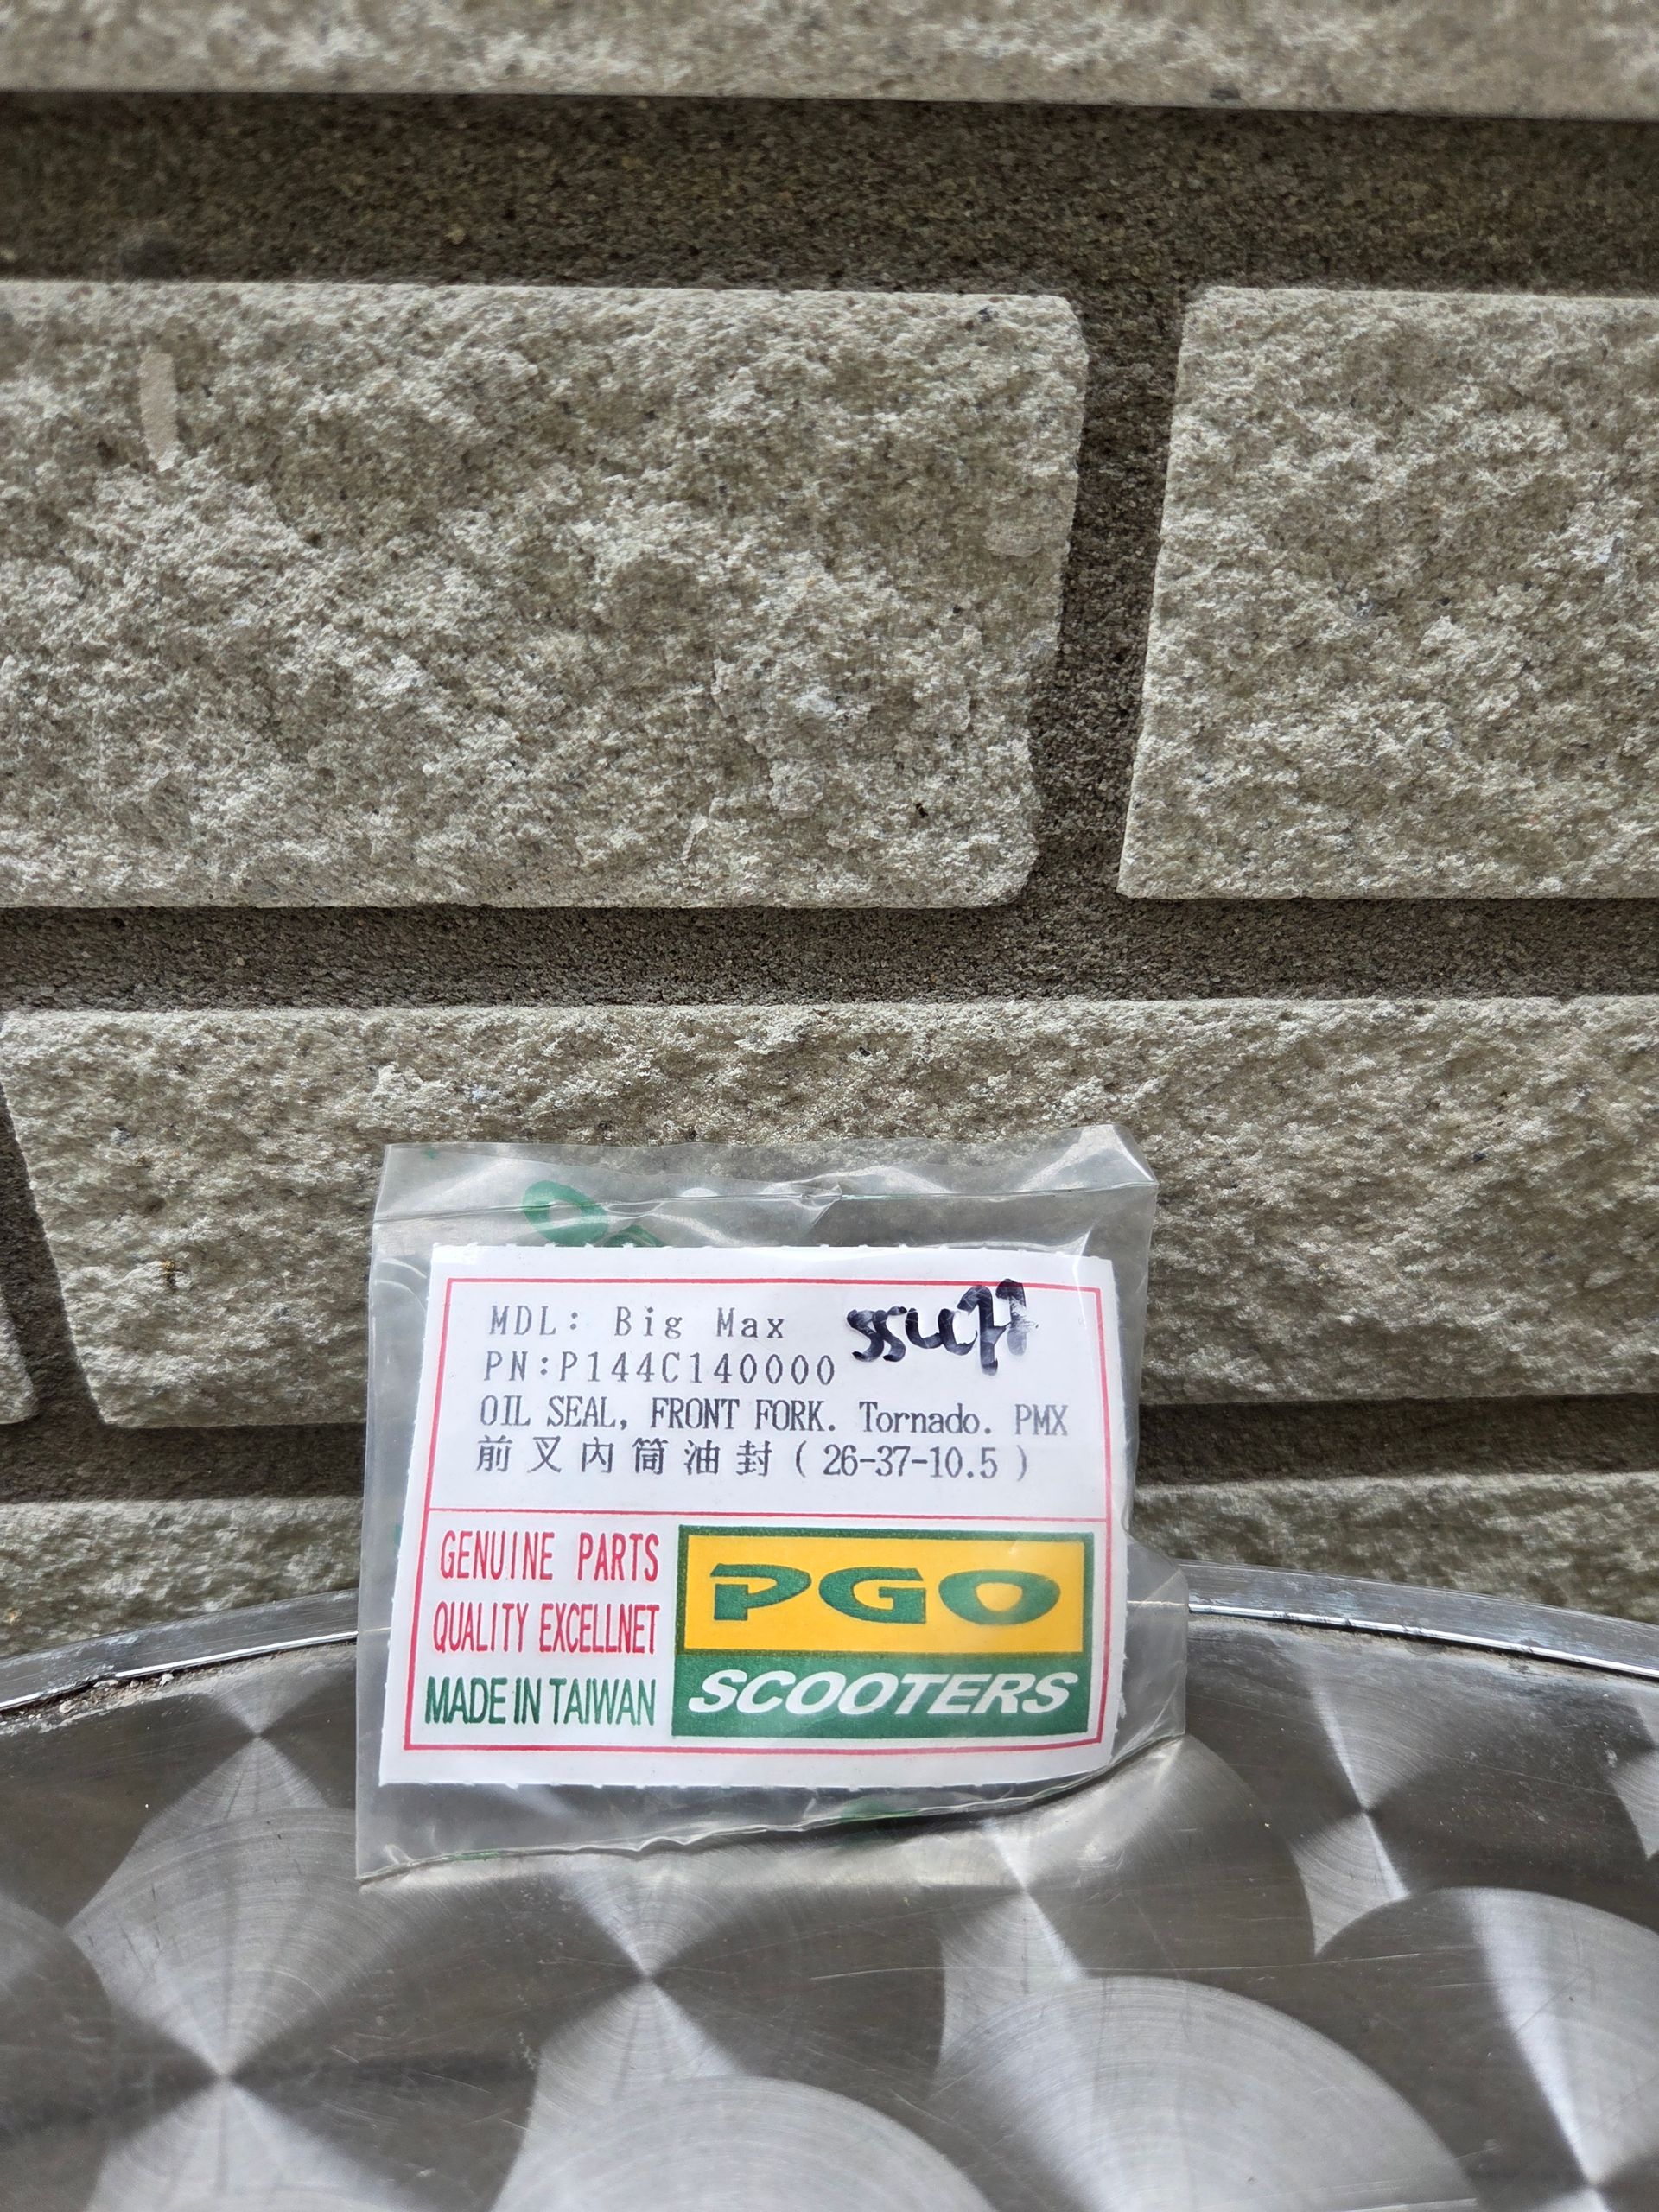 MDL: Big Max
PN:P144C140000
OIL SEAL, FRONT FORK. Tornado. PMX
前叉內筒油封(26-37-10.5)
GENUINE PARTS
QUALITY EXCELLNET
MADE IN TAIWAN
PGO
SCOOTERS